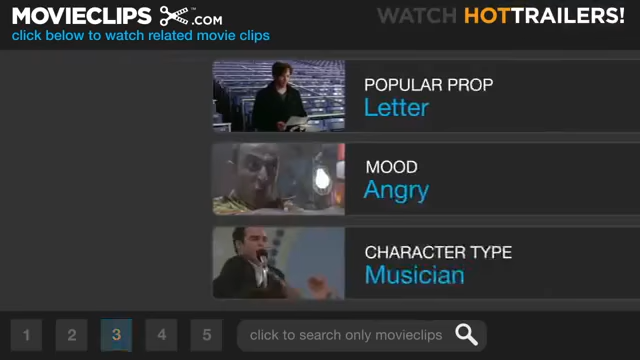 MOVIECLIPS .COM
click below to watch related movie clips
WATCH HOTTRAILERS!
POPULAR PROP
Letter
MOOD
Angry
CHARACTER TYPE
Musician
1 2 3 4 5
click to search only movieclips